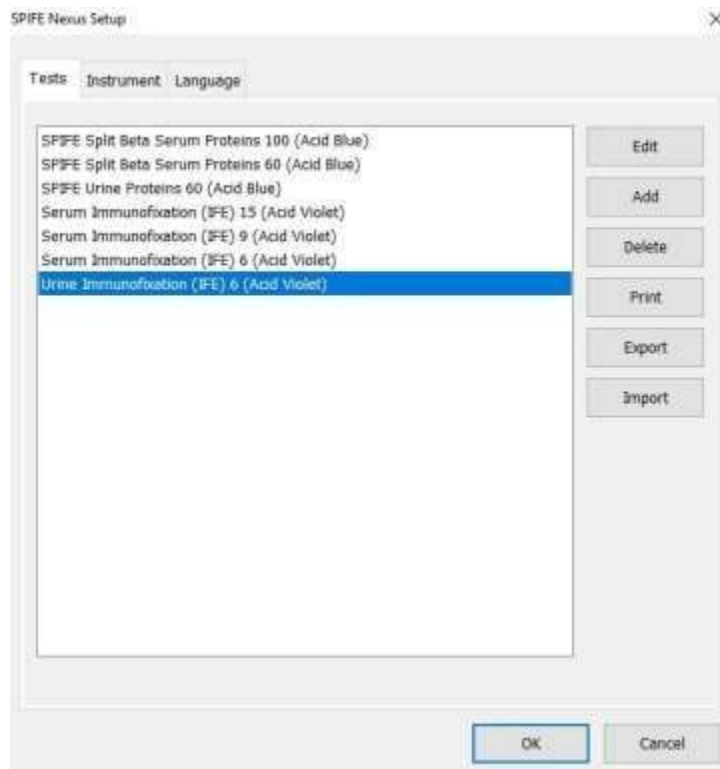 SPIFE Nexus Setup
Tests Instrument Language
SPIFE Split Beta Serum Proteins 100 (Acid Blue)
SPIFE Split Beta Serum Proteins 60 (Acid Blue)
SPIFE Urine Proteins 60 (Acid Blue)
Serum Immunofixation (IFE) 15 (Acid Violet)
Serum Immunofixation (IFE) 9 (Acid Violet)
Serum Immunofixation (IFE) 6 (Acid Violet)
Urine Immunofixation (IFE) 6 (Acid Violet)
Edit
Add
Delete
Print
Export
Import
OK Cancel